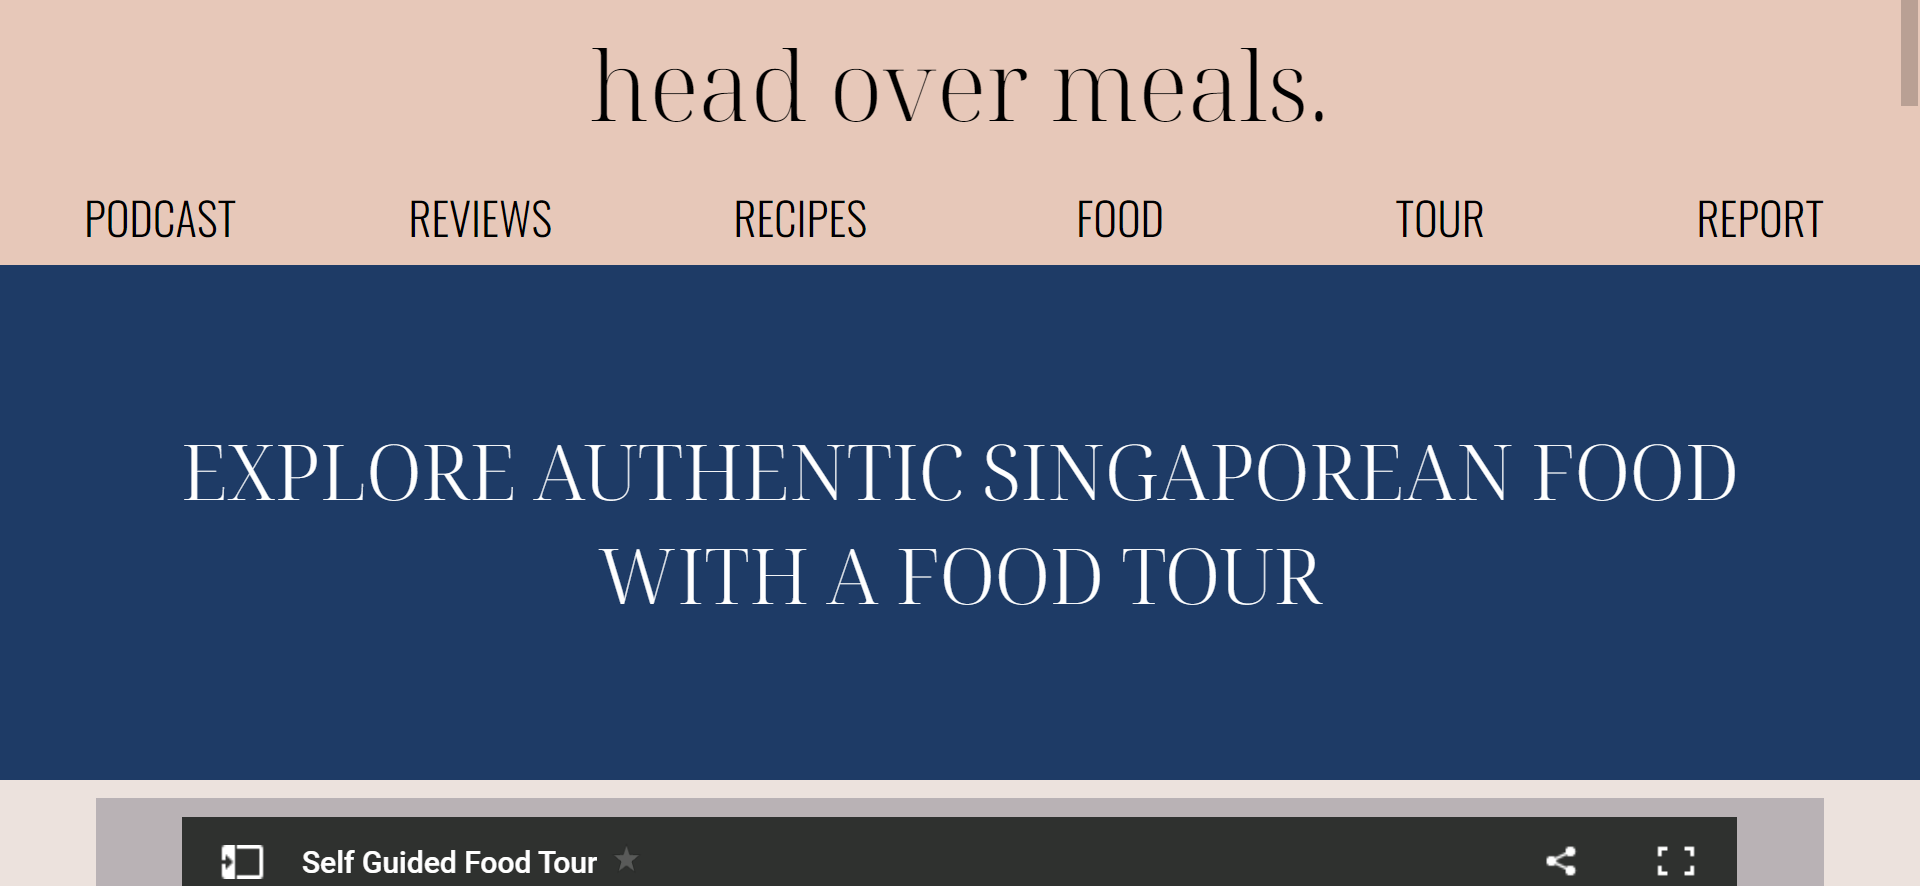 head over meals.
PODCAST REVIEWS RECIPES FOOD TOUR REPORT
EXPLORE AUTHENTIC SINGAPOREAN FOOD
WITH A FOOD TOUR
Self Guided Food Tour